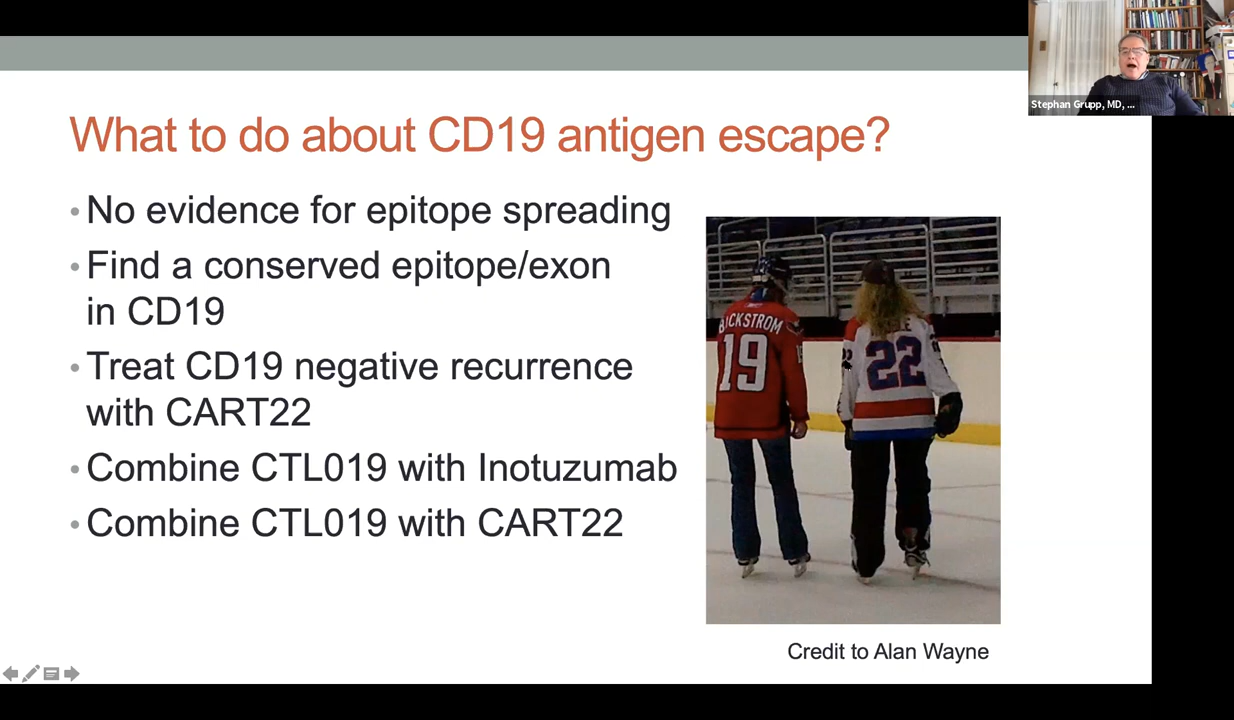 Stephan Grupp, MD, ...
What to do about CD19 antigen escape?
• No evidence for epitope spreading
• Find a conserved epitope/exon
in CD19
• Treat CD19 negative recurrence
with CART22
• Combine CTL019 with Inotuzumab
• Combine CTL019 with CART22
BACKSTROM
19
22
Credit to Alan Wayne